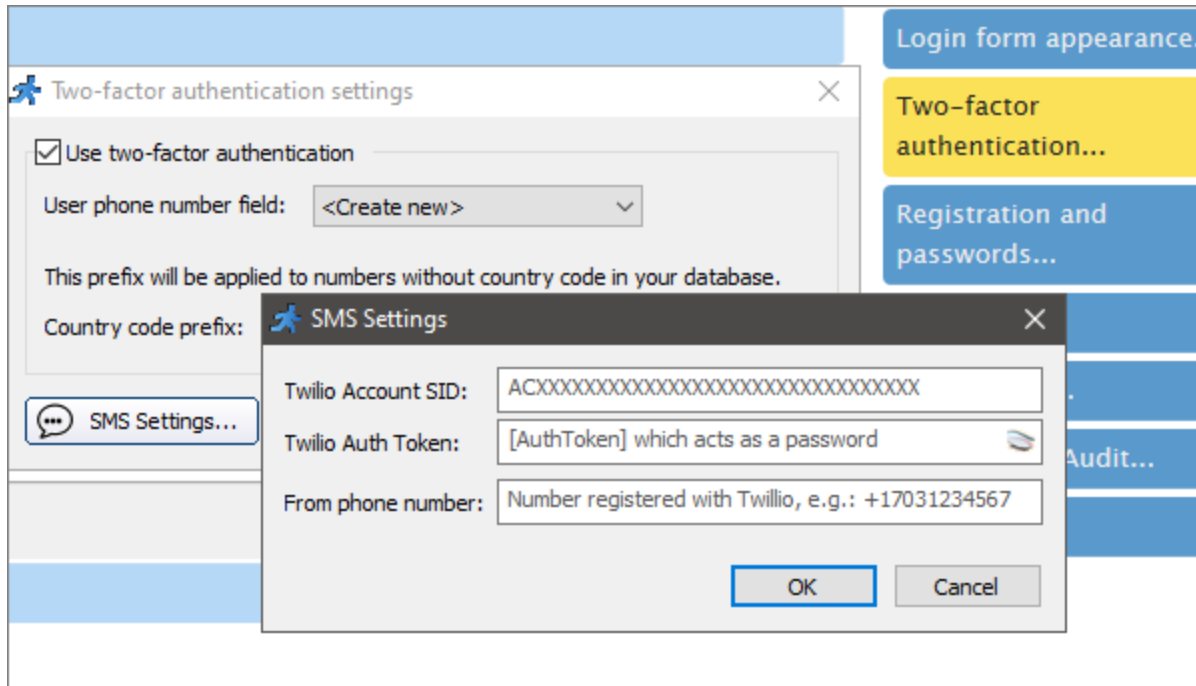 Login form appearance.
Two-factor authentication settings
Two-factor
authentication...
Use two-factor authentication
User phone number field:
<Create new>
Registration and
passwords...
This prefix will be applied to numbers without country code in your database.
Country code prefix:
SMS Settings
Twilio Account SID:
ACXXXXXXXXXXXXXXXXXXXXXXXXXXXXXXXX
SMS Settings...
Twilio Auth Token:
[AuthToken] which acts as a password
Audit...
From phone number:
Number registered with Twillio, e.g.: +17031234567
OK
Cancel